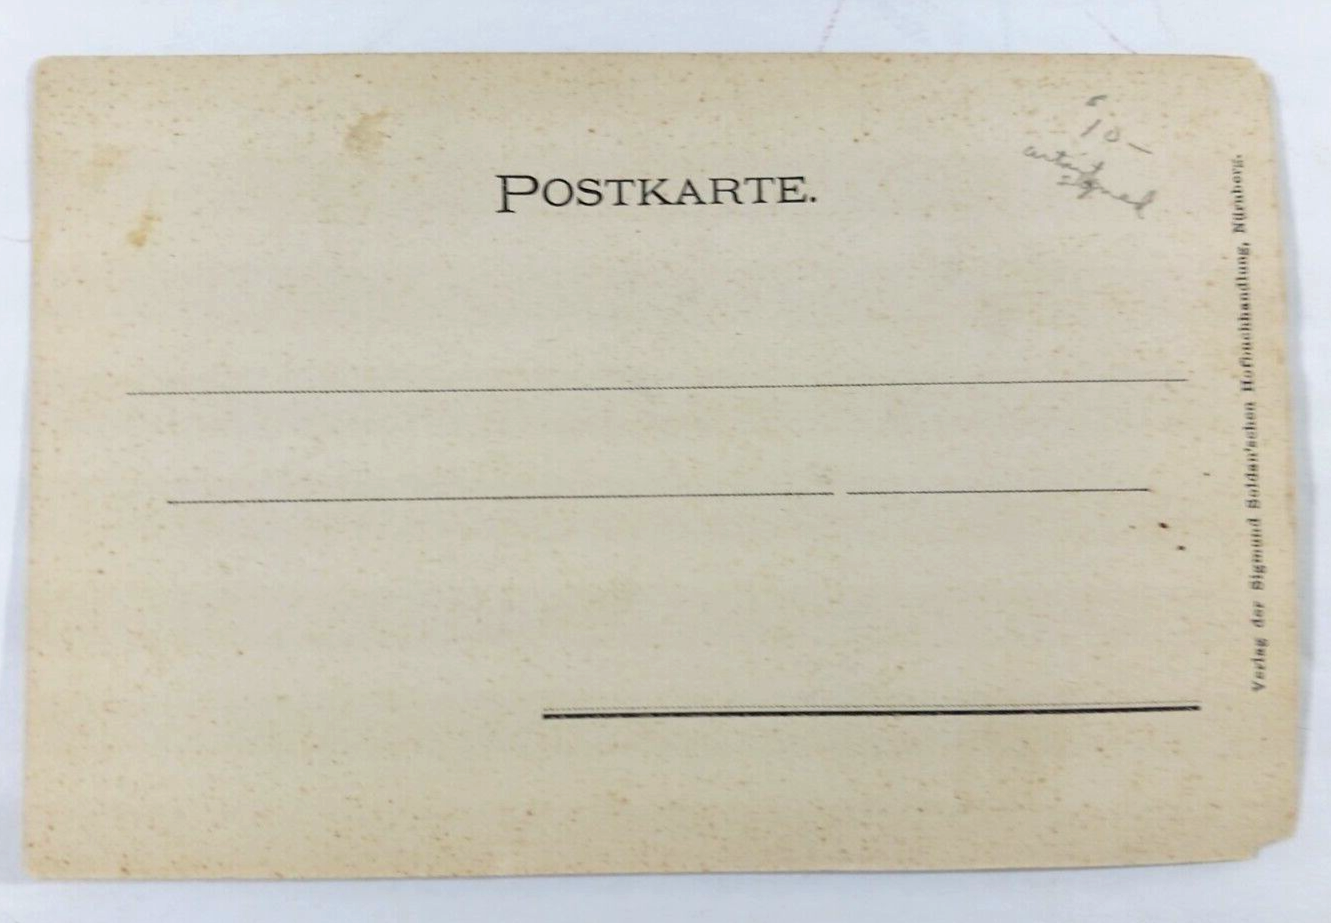 POSTKARTE.
10 —
artist
signed
Verlag der Sigmund Soldan'schen Hofbuchhandlung, Nürnberg.